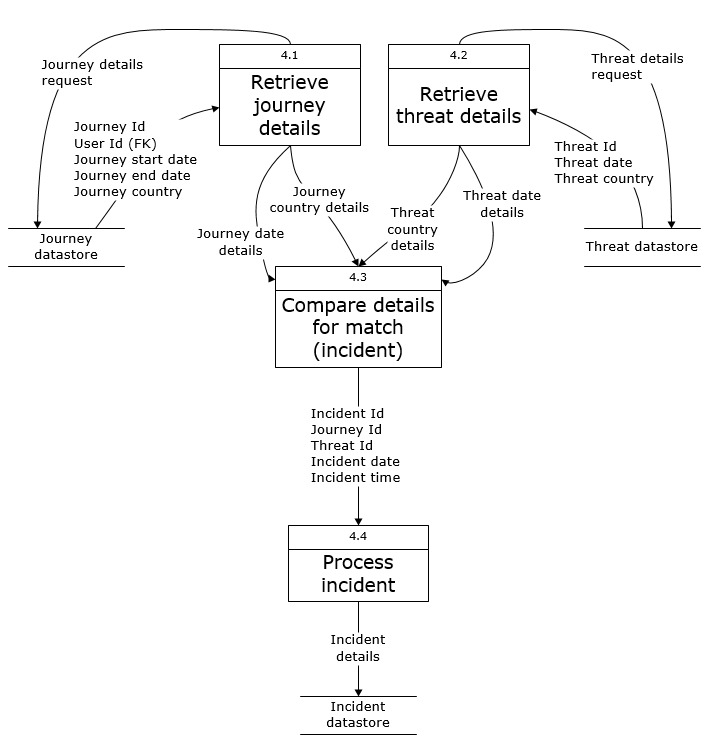 4.1
4.2
Journey details
request
Threat details
request
Retrieve
journey
details
Retrieve
threat details
Journey Id
User Id (FK)
Journey start date
Journey end date
Journey country
Threat Id
Threat date
Threat country
Journey
country details
Threat date
details
Threat
country
details
Journey date
details
Journey
datastore
Threat datastore
4.3
Compare details
for match
(incident)
Incident Id
Journey Id
Threat Id
Incident date
Incident time
4.4
Process
incident
Incident
details
Incident
datastore